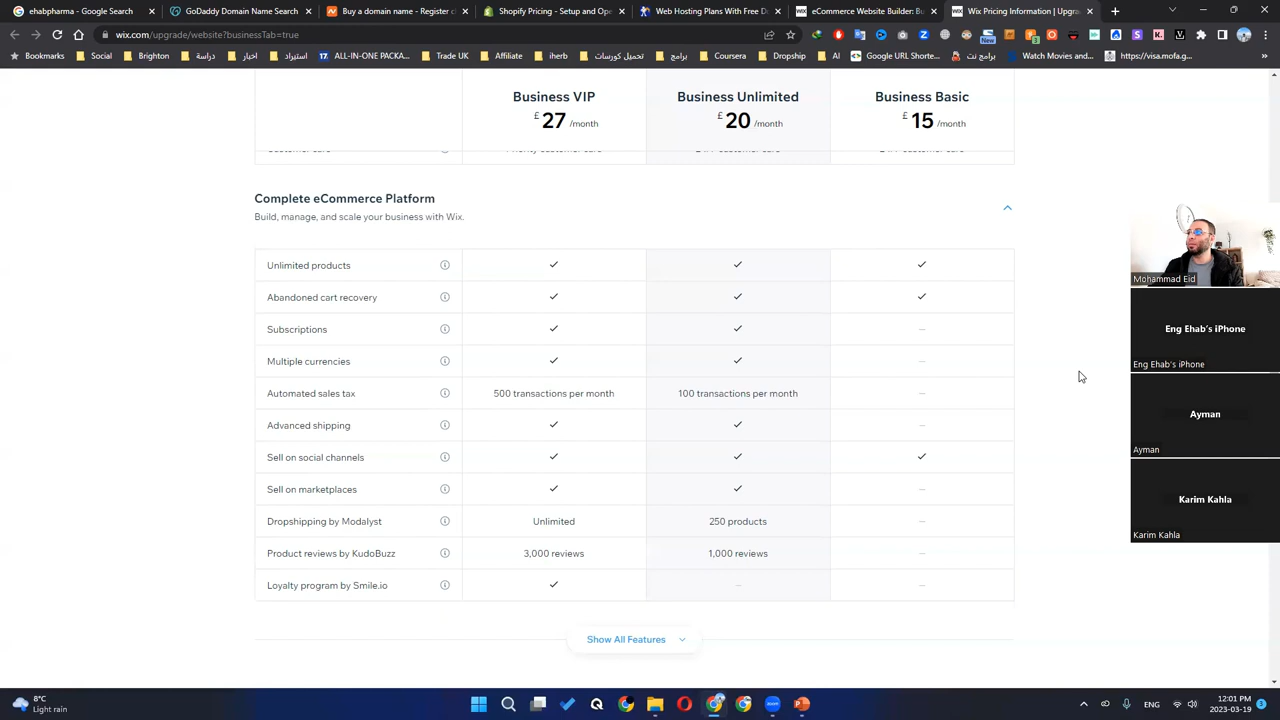 ehabpharma - Google Search
GoDaddy Domain Name Search
Buy a domain name - Register c
Shopify Pricing - Setup and Ope
Web Hosting Plans With Free D
eCommerce Website Builder: Bu
Wix Pricing Information | Upgra
wix.com/upgrade/website?businessTab=true
Bookmarks
Social
Brighton
دراسة
اخبار
استيراد
ALL-IN-ONE PACKA...
Trade UK
Affiliate
iherb
تحميل كورسات
برامج
Coursera
Dropship
AI
Google URL Shorte...
برامج نت
Watch Movies and...
https://visa.mofa.g...
Business VIP
Business Unlimited
Business Basic
£ 27 /month
£ 20 /month
£ 15 /month
Complete eCommerce Platform
Build, manage, and scale your business with Wix.
Unlimited products
Abandoned cart recovery
Subscriptions
Multiple currencies
Automated sales tax
500 transactions per month
100 transactions per month
Advanced shipping
Sell on social channels
Sell on marketplaces
Dropshipping by Modalyst
Unlimited
250 products
Product reviews by KudoBuzz
3,000 reviews
1,000 reviews
Loyalty program by Smile.io
Show All Features
Mohammad Eid
Eng Ehab's iPhone
Eng Ehab's iPhone
Ayman
Ayman
Karim Kahla
Karim Kahla
8°C
Light rain
ENG
12:01 PM
2023-03-19